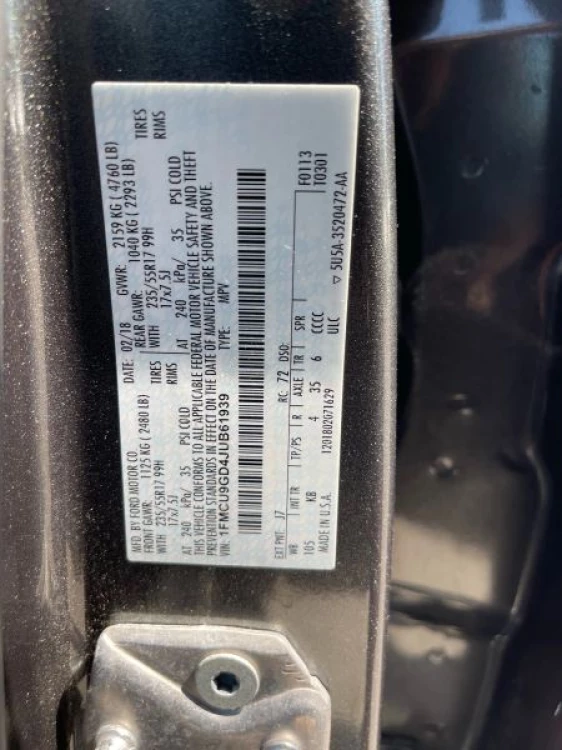 MFD. BY FORD MOTOR CO.
DATE: 02/18 GVWR: 2159 KG ( 4760 LB)
FRONT GAWR: 1125 KG ( 2480 LB) REAR GAWR: 1040 KG ( 2293 LB)
WITH 235/55R17 99H TIRES WITH 235/55R17 99H TIRES
17x7.5J RIMS 17x7.5J RIMS
AT 240 kPa/ 35 PSI COLD AT 240 kPa/ 35 PSI COLD
THIS VEHICLE CONFORMS TO ALL APPLICABLE FEDERAL MOTOR VEHICLE SAFETY AND THEFT
PREVENTION STANDARDS IN EFFECT ON THE DATE OF MANUFACTURE SHOWN ABOVE.
VIN: 1FMCU9GD4JUB61939 TYPE: MPV
EXT PNT: J7 RC: 72 DSO: F0113
WB INT TR TP/PS R AXLE TR SPR T0301
105 KB 4 35 6 CCCC
MADE IN U.S.A. 1201802071629 ULC ▽ 5U5A-3520472-AA